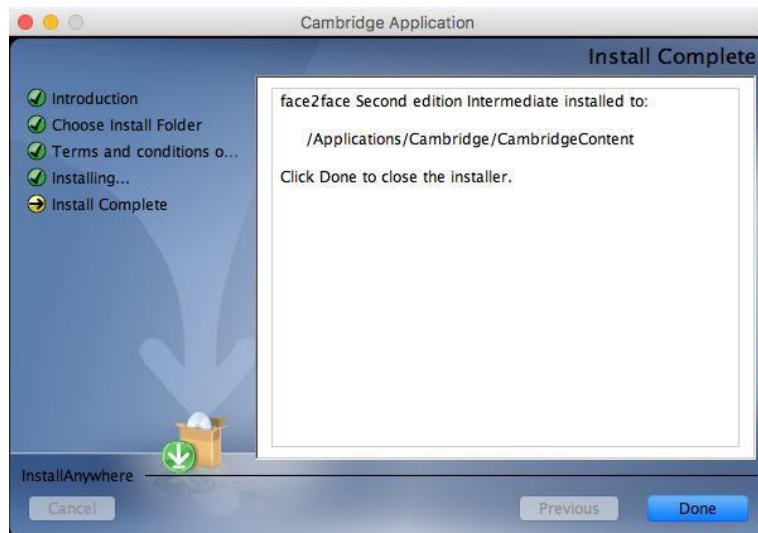 Cambridge Application
Install Complete
Introduction
Choose Install Folder
Terms and conditions o...
Installing...
Install Complete
face2face Second edition Intermediate installed to:
/Applications/Cambridge/CambridgeContent
Click Done to close the installer.
InstallAnywhere
Cancel
Previous
Done